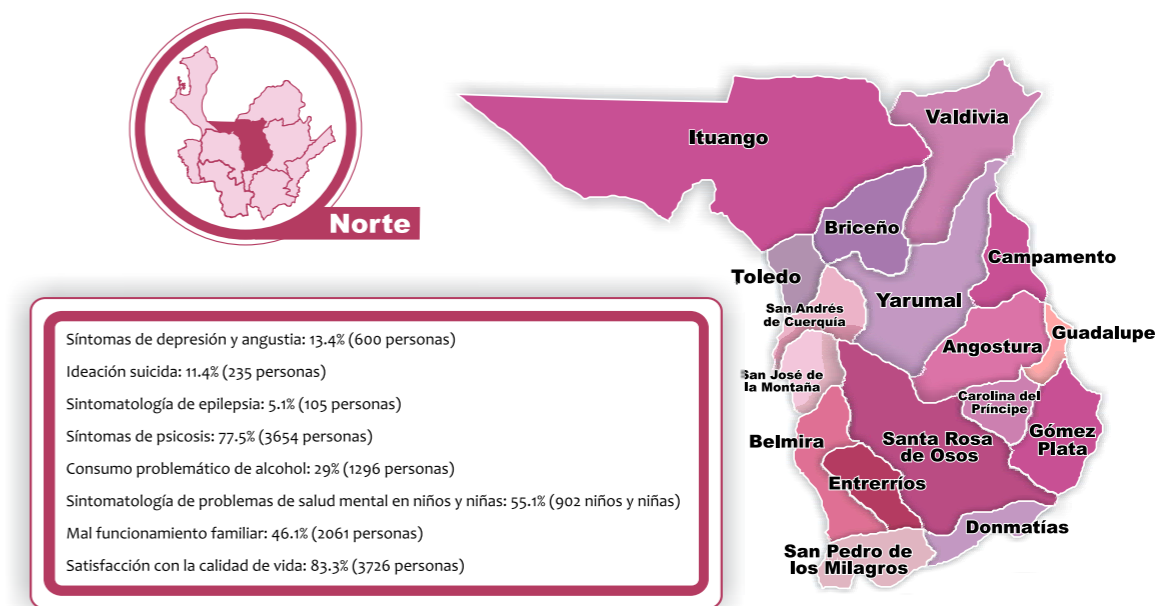 Norte
Síntomas de depresión y angustia: 13.4% (600 personas)
Ideación suicida: 11.4% (235 personas)
Sintomatología de epilepsia: 5.1% (105 personas)
Síntomas de psicosis: 77.5% (3654 personas)
Consumo problemático de alcohol: 29% (1296 personas)
Sintomatología de problemas de salud mental en niños y niñas: 55.1% (902 niños y niñas)
Mal funcionamiento familiar: 46.1% (2061 personas)
Satisfacción con la calidad de vida: 83.3% (3726 personas)
Valdivia
Ituango
Briceño
Campamento
Toledo
Yarumal
San Andrés
de Cuerquía
Guadalupe
Angostura
San José de
la Montaña
Carolina del
Príncipe
Gómez
Plata
Belmira
Santa Rosa
de Osos
Entrerríos
Donmatías
San Pedro de
los Milagros